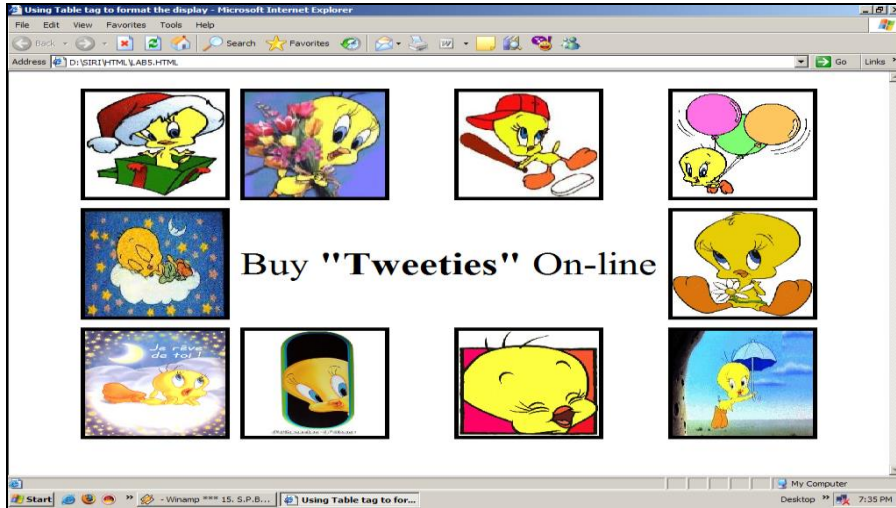 Using Table tag to format the display - Microsoft Internet Explorer
File Edit View Favorites Tools Help
Back Search Favorites
Address D:\SIRI\HTML\LAB5.HTML Go Links »
Je rêve
de toi !
Buy "Tweeties" On-line
My Computer
Start » - Winamp *** 15. S.P.B... Using Table tag to for... Desktop » 7:35 PM